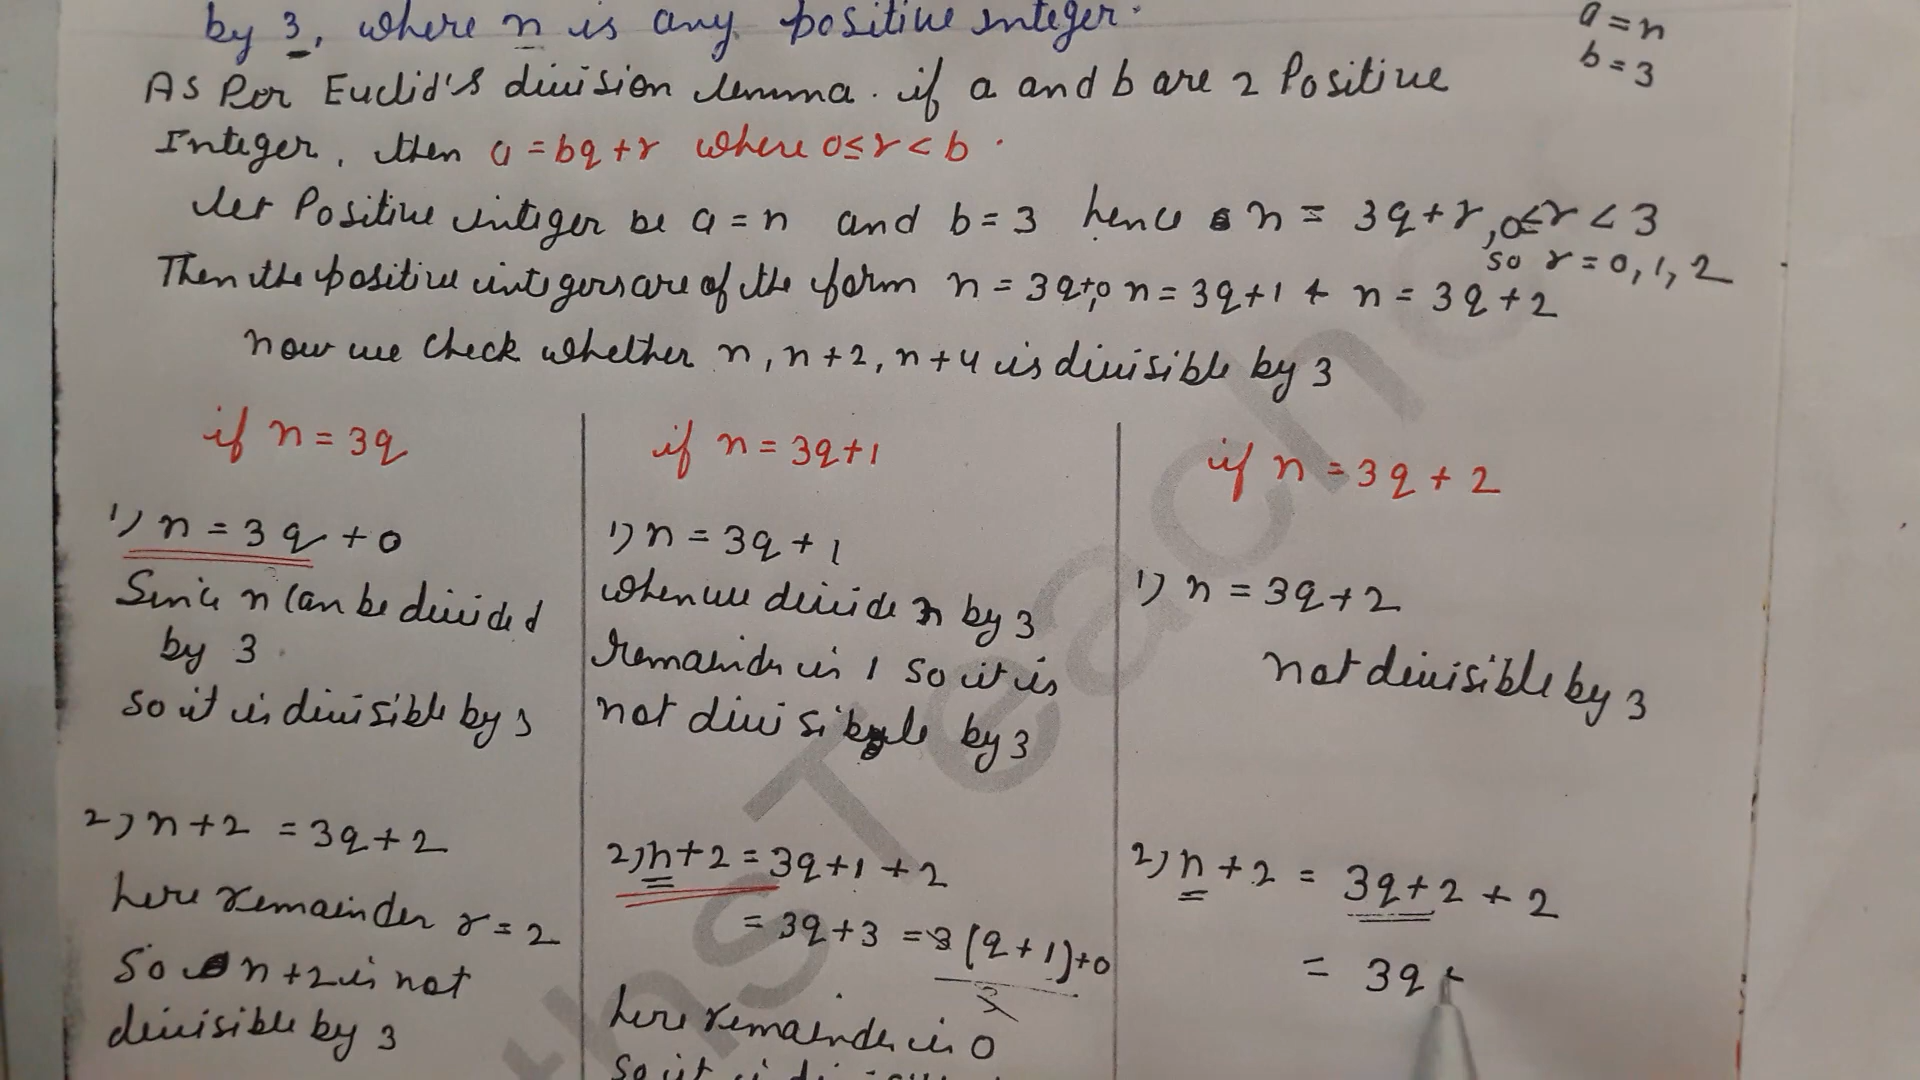 by 3, where n is any positive integer.
a = n
b = 3
As Per Euclid's division lemma. if a and b are 2 Positive
Integer, then a = bq + r where 0 ≤ r < b.
let Positive integer be a = n and b = 3 hence n = 3q + r, 0 ≤ r < 3
so r = 0, 1, 2
Then the positive integers are of the form n = 3q+0, n = 3q+1 & n = 3q+2
now we check whether n, n+2, n+4 is divisible by 3
if n = 3q
1) n = 3q + 0
Since n can be divided
by 3
so it is divisible by 3
2) n+2 = 3q+2
here remainder r = 2
So n+2 is not
divisible by 3
if n = 3q+1
1) n = 3q + 1
when we divide n by 3
remainder is 1 so it is
not divisible by 3
2) n+2 = 3q+1+2
= 3q+3 = 3(q+1)+0
3
here remainder is 0
so it is
if n = 3q + 2
1) n = 3q+2
not divisible by 3
2) n+2 = 3q+2+2
= 3q +
ths Teache